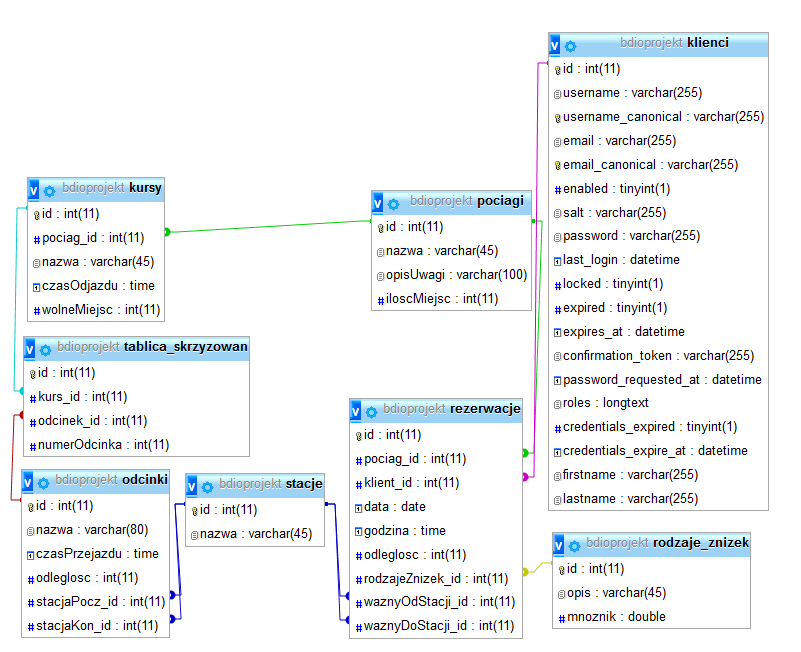 bdioprojekt klienci
id : int(11)
username : varchar(255)
username_canonical : varchar(255)
email : varchar(255)
email_canonical : varchar(255)
enabled : tinyint(1)
salt : varchar(255)
password : varchar(255)
last_login : datetime
locked : tinyint(1)
expired : tinyint(1)
expires_at : datetime
confirmation_token : varchar(255)
password_requested_at : datetime
roles : longtext
credentials_expired : tinyint(1)
credentials_expire_at : datetime
firstname : varchar(255)
lastname : varchar(255)
bdioprojekt kursy
id : int(11)
pociag_id : int(11)
nazwa : varchar(45)
czasOdjazdu : time
wolneMiejsc : int(11)
bdioprojekt pociagi
id : int(11)
nazwa : varchar(45)
opisUwagi : varchar(100)
iloscMiejsc : int(11)
bdioprojekt tablica_skrzyzowan
id : int(11)
kurs_id : int(11)
odcinek_id : int(11)
numerOdcinka : int(11)
bdioprojekt rezerwacje
id : int(11)
pociag_id : int(11)
klient_id : int(11)
data : date
godzina : time
odleglosc : int(11)
rodzajeZnizek_id : int(11)
waznyOdStacji_id : int(11)
waznyDoStacji_id : int(11)
bdioprojekt odcinki
id : int(11)
nazwa : varchar(80)
czasPrzejazdu : time
odleglosc : int(11)
stacjaPocz_id : int(11)
stacjaKon_id : int(11)
bdioprojekt stacje
id : int(11)
nazwa : varchar(45)
bdioprojekt rodzaje_znizek
id : int(11)
opis : varchar(45)
mnoznik : double